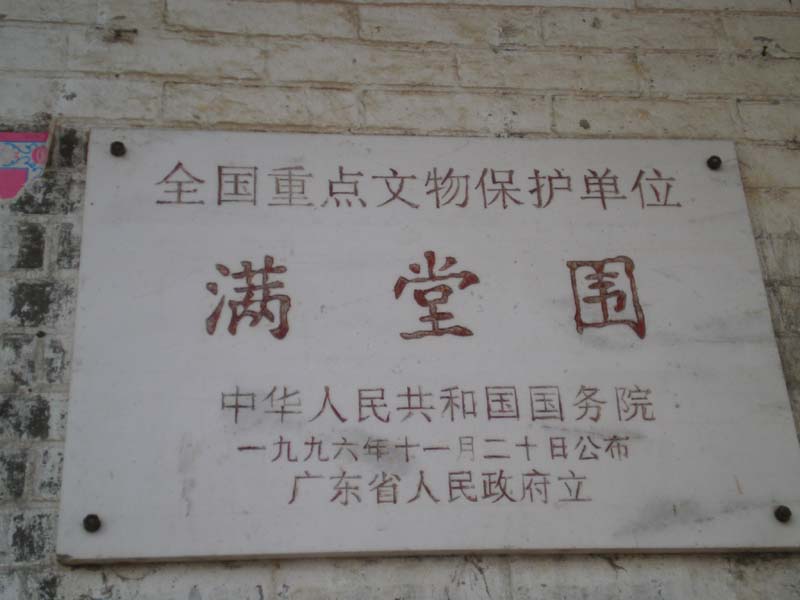 全国重点文物保护单位
满堂围
中华人民共和国国务院
一九九六年十一月二十日公布
广东省人民政府立